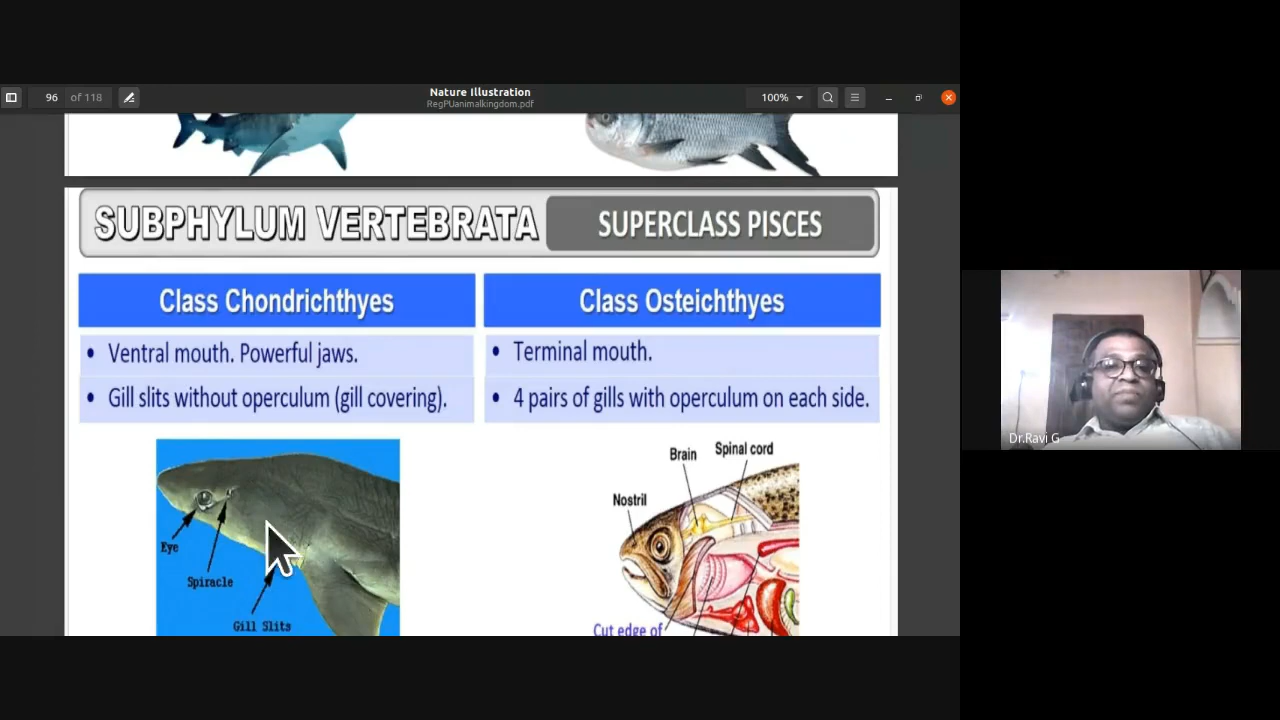 96 of 118
Nature Illustration
RegPUanimalkingdom.pdf
100%
SUBPHYLUM VERTEBRATA
SUPERCLASS PISCES
Class Chondrichthyes
Class Osteichthyes
• Ventral mouth. Powerful jaws.
• Terminal mouth.
• Gill slits without operculum (gill covering).
• 4 pairs of gills with operculum on each side.
Eye
Spiracle
Gill Slits
Brain
Spinal cord
Nostril
Cut edge of
Dr.Ravi G